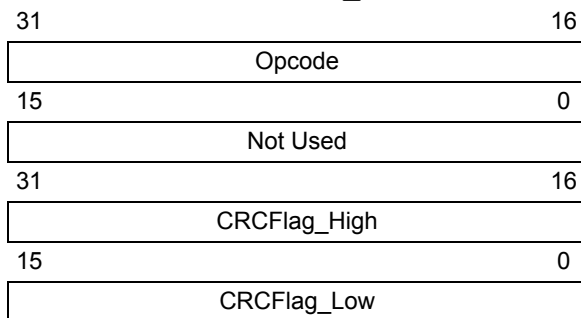 31 16
Opcode
15 0
Not Used
31 16
CRCFlag_High
15 0
CRCFlag_Low